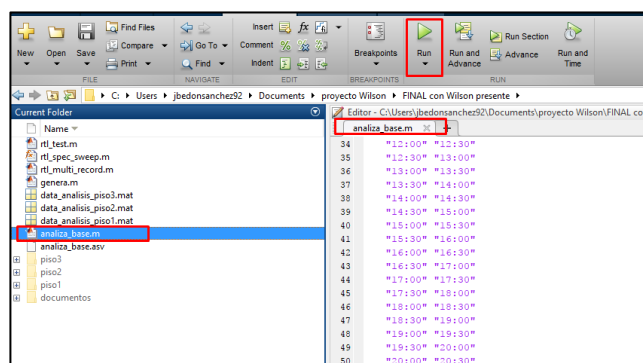 Find Files
Insert fx
New Open Save
Compare
Go To
Comment %
Breakpoints
Run
Run and Advance
Run Section
Advance
Run and Time
Print
Find
Indent
FILE NAVIGATE EDIT BREAKPOINTS RUN
C: Users jbedonsanchez92 Documents proyecto Wilson FINAL con Wilson presente
Current Folder
Name
rtl_test.m
rtl_spec_sweep.m
rtl_multi_record.m
genera.m
data_analisis_piso3.mat
data_analisis_piso2.mat
data_analisis_piso1.mat
analiza_base.m
analiza_base.asv
piso3
piso2
piso1
documentos
Editor - C:\Users\jbedonsanchez92\Documents\proyecto Wilson\FINAL co
analiza_base.m
34 "12:00" "12:30"
35 "12:30" "13:00"
36 "13:00" "13:30"
37 "13:30" "14:00"
38 "14:00" "14:30"
39 "14:30" "15:00"
40 "15:00" "15:30"
41 "15:30" "16:00"
42 "16:00" "16:30"
43 "16:30" "17:00"
44 "17:00" "17:30"
45 "17:30" "18:00"
46 "18:00" "18:30"
47 "18:30" "19:00"
48 "19:00" "19:30"
49 "19:30" "20:00"
50 "20:00" "20:30"